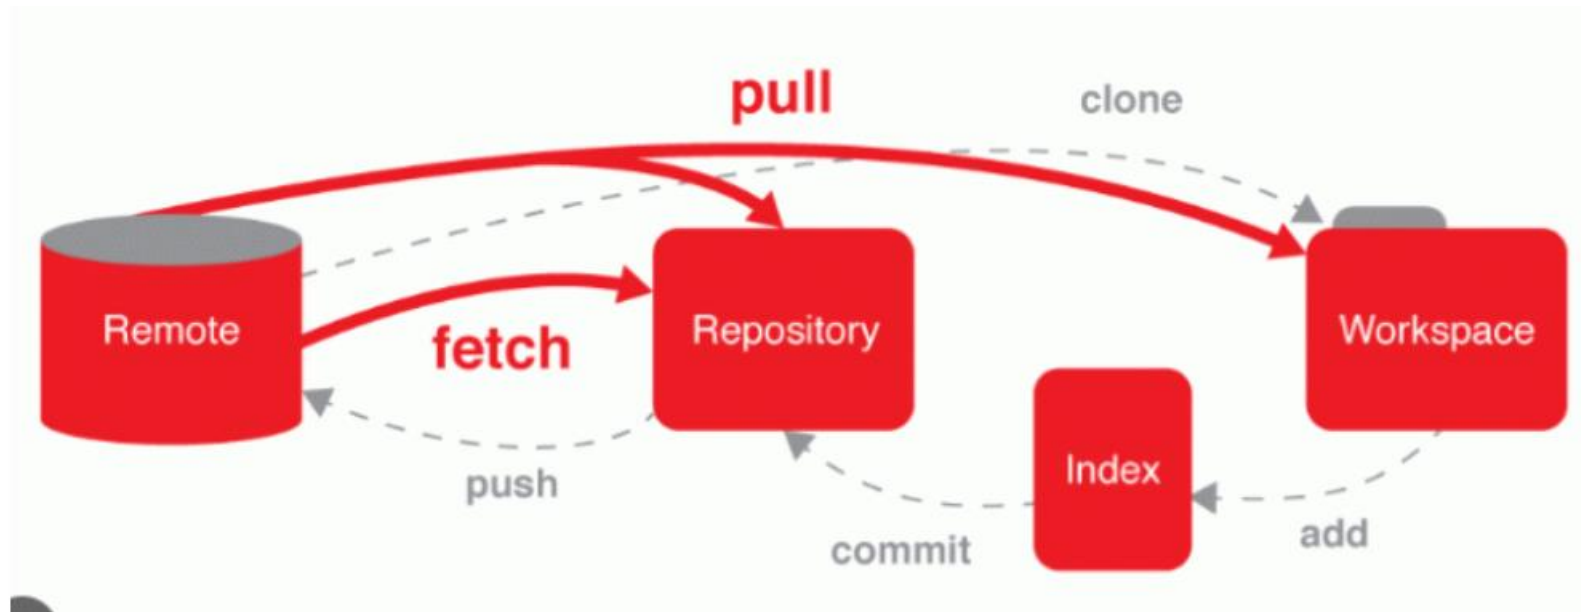 pull
clone
Remote
fetch
Repository
Workspace
Index
push
commit
add